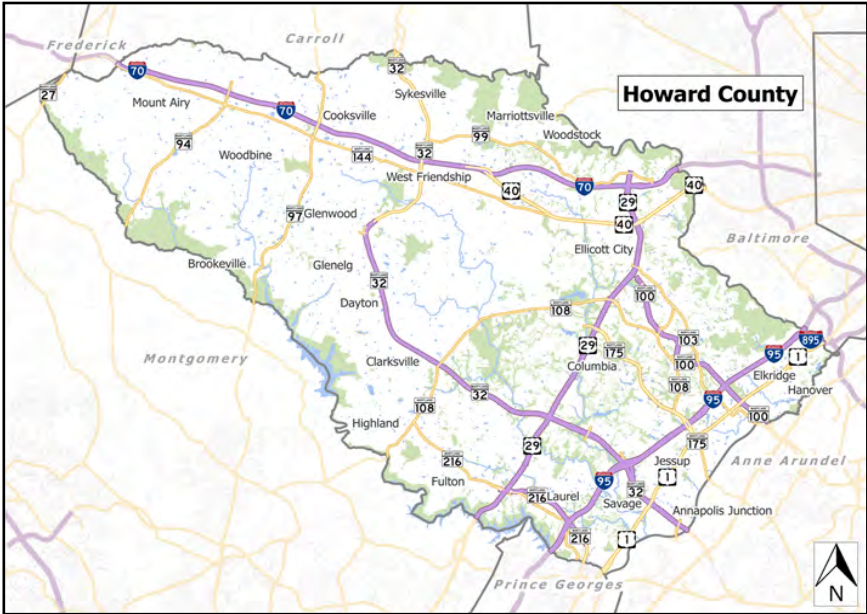 Frederick
Carroll
Howard County
70
32
27
Mount Airy
Sykesville
70
Cooksville
Marriottsville
94
144
32
99
Woodstock
Woodbine
West Friendship
40
70
40
29
97
Glenwood
40
Baltimore
Ellicott City
Brookeville
Glenelg
32
Dayton
100
108
Montgomery
29
175
103
95
895
1
Clarksville
Columbia
100
Elkridge
108
Hanover
32
95
108
100
Highland
29
175
216
Jessup
Anne Arundel
Fulton
95
1
32
216
Laurel
Savage
Annapolis Junction
216
1
Prince Georges
N